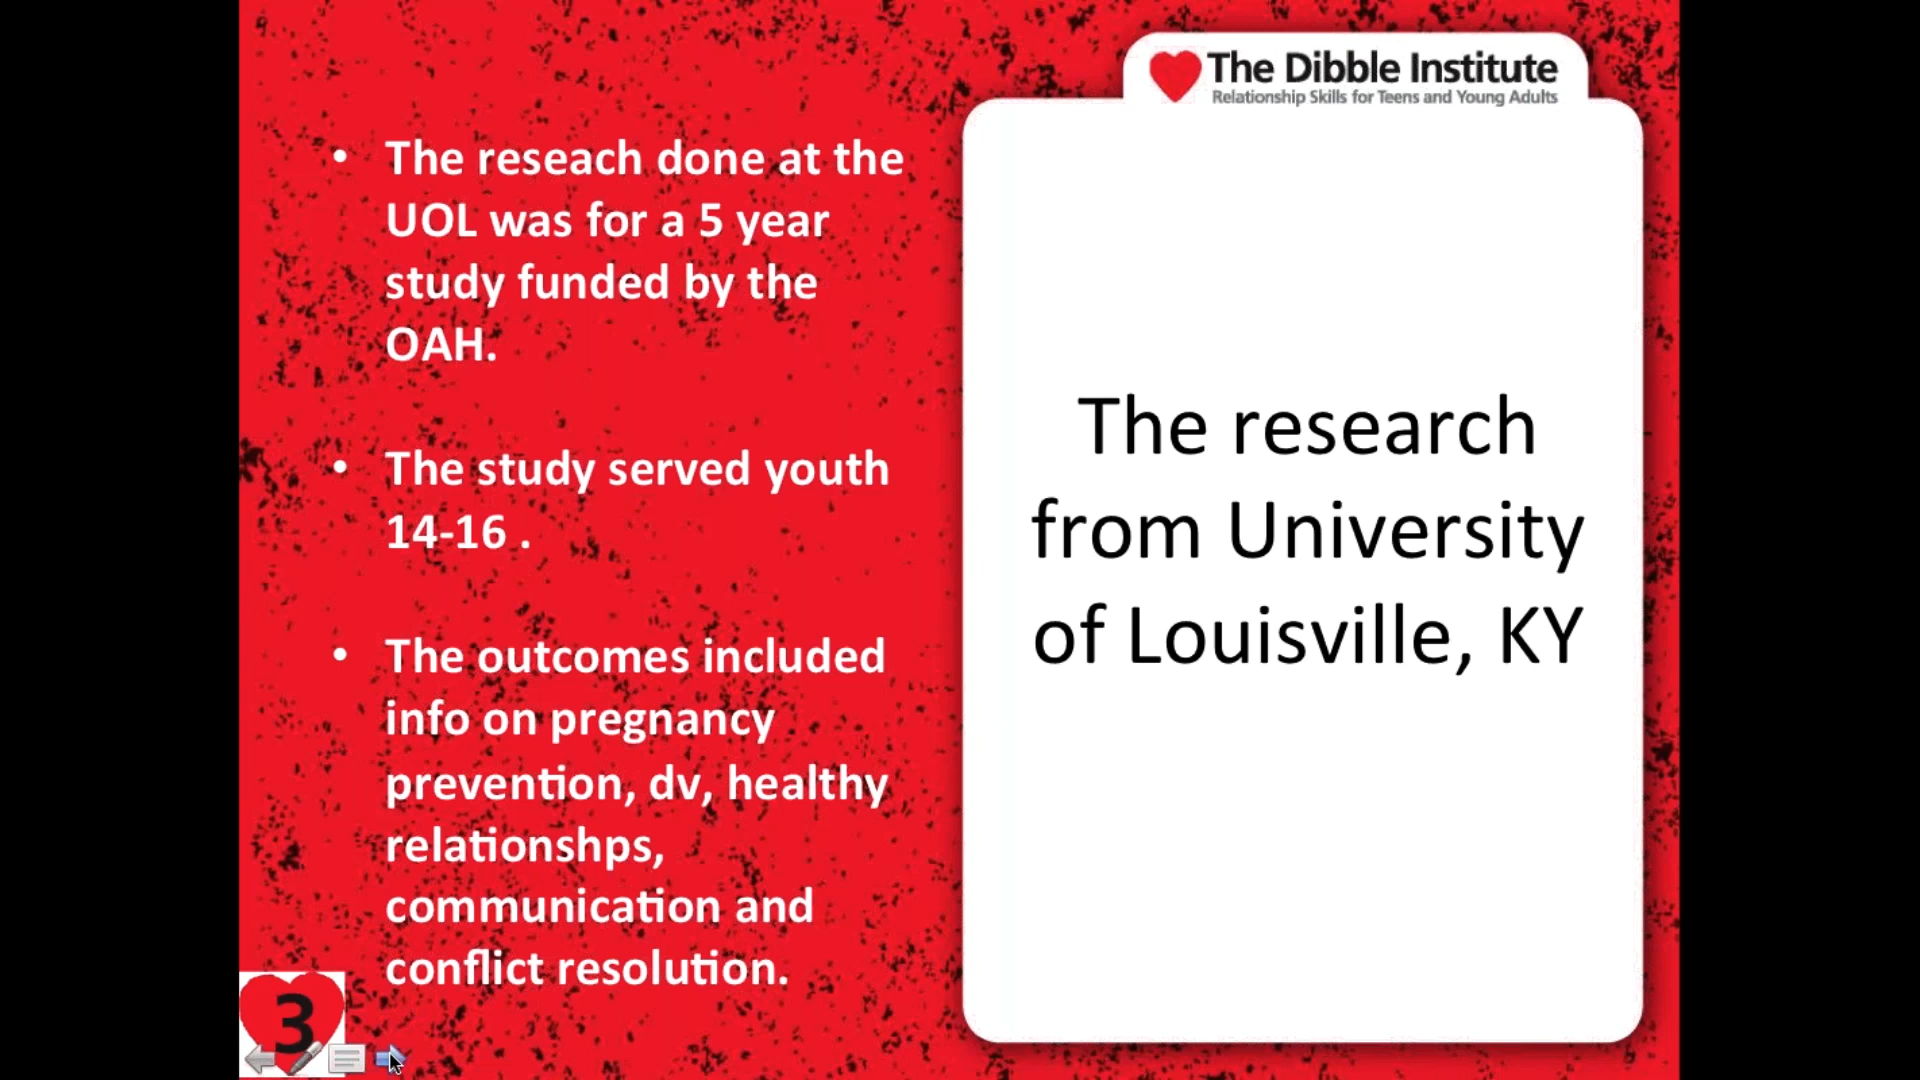 The Dibble Institute
Relationship Skills for Teens and Young Adults
• The reseach done at the
UOL was for a 5 year
study funded by the
OAH.
• The study served youth
14-16 .
• The outcomes included
info on pregnancy
prevention, dv, healthy
relationshps,
communication and
conflict resolution.
The research
from University
of Louisville, KY
3